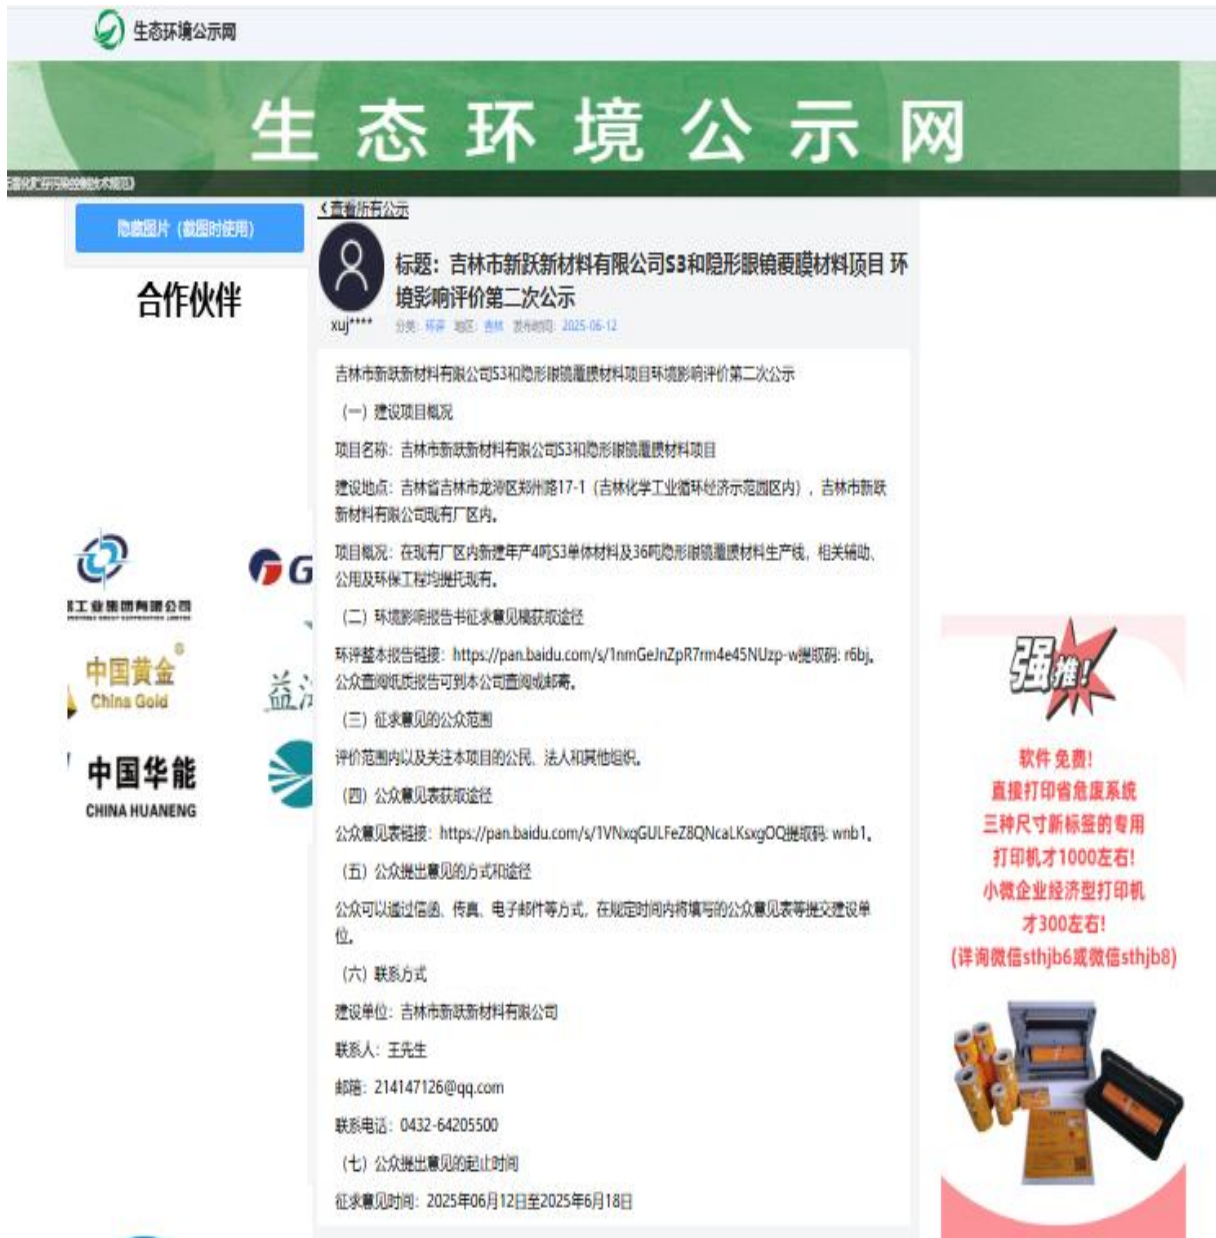 生态环境公示网
生态环境公示网
隐藏图片（截图时使用）
合作伙伴
中国黄金
China Gold
中国华能
CHINA HUANENG
查看所有公示
xuj****
标题：吉林市新跃新材料有限公司S3和隐形眼镜覆膜材料项目 环
境影响评价第二次公示
分类：环评 地区：吉林 发布时间：2025-06-12
吉林市新跃新材料有限公司S3和隐形眼镜覆膜材料项目环境影响评价第二次公示
（一）建设项目概况
项目名称：吉林市新跃新材料有限公司S3和隐形眼镜覆膜材料项目
建设地点：吉林省吉林市龙潭区郑州路17-1（吉林化学工业循环经济示范园区内），吉林市新跃
新材料有限公司现有厂区内。
项目概况：在现有厂区内新建年产4吨S3单体材料及36吨隐形眼镜覆膜材料生产线，相关辅助、
公用及环保工程均提托现有。
（二）环境影响报告书征求意见稿获取途径
环评整本报告链接：https://pan.baidu.com/s/1nmGeJnZpR7rm4e45NUzp-w提取码: r6bj。
公众查阅纸质报告可到本公司查阅或邮寄。
（三）征求意见的公众范围
评价范围内以及关注本项目的公民、法人和其他组织。
（四）公众意见表获取途径
公众意见表链接：https://pan.baidu.com/s/1VNxqGULFeZ8QNcaLKsxgOQ提取码: wnb1。
（五）公众提出意见的方式和途径
公众可以通过信函、传真、电子邮件等方式，在规定时间内将填写的公众意见表等提交建设单
位。
（六）联系方式
建设单位：吉林市新跃新材料有限公司
联系人：王先生
邮箱：214147126@qq.com
联系电话：0432-64205500
（七）公众提出意见的起止时间
征求意见时间：2025年06月12日至2025年6月18日
强推!
软件 免费!
直接打印省危废系统
三种尺寸新标签的专用
打印机才1000左右!
小微企业经济型打印机
才300左右!
(详询微信sthjb6或微信sthjb8)